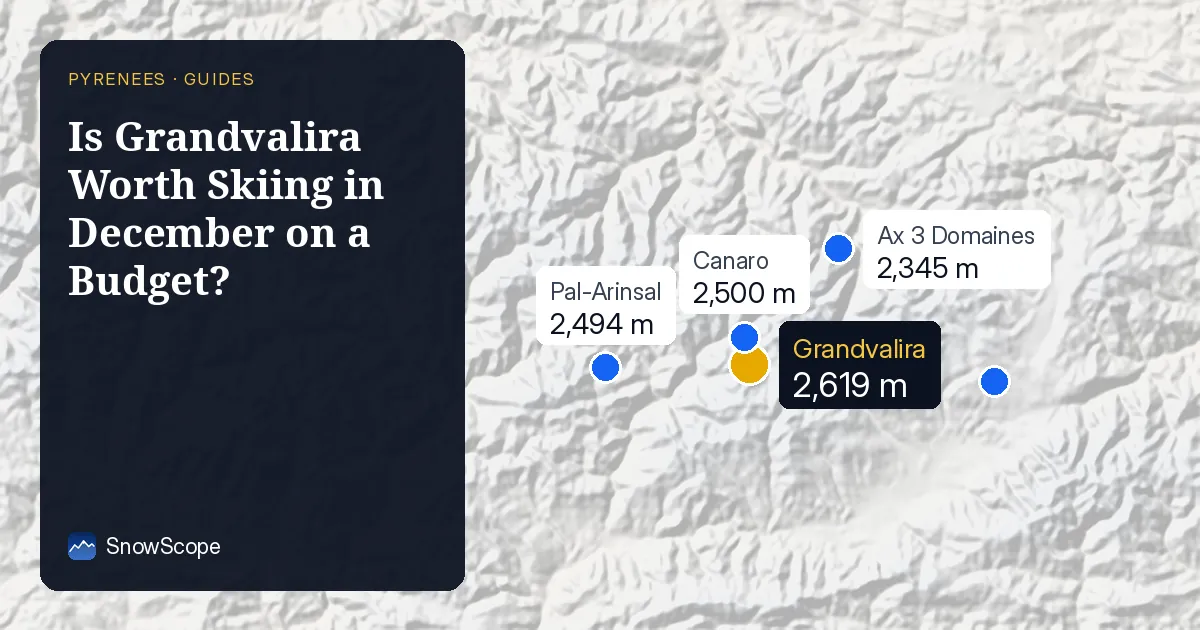 PYRENEES · GUIDES
Is Grandvalira
Worth Skiing in
December on a
Budget?
SnowScope
Pal-Arinsal
2,494 m
Canaro
2,500 m
Ax 3 Domaines
2,345 m
Grandvalira
2,619 m